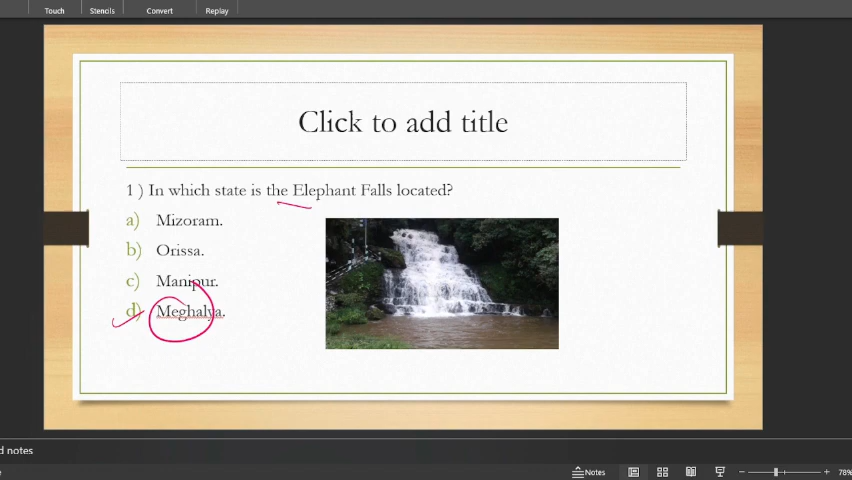 Touch Stencils Convert Replay
Click to add title
1 ) In which state is the Elephant Falls located?
a) Mizoram.
b) Orissa.
c) Manipur.
d) Meghalya.
d notes
Notes 78%